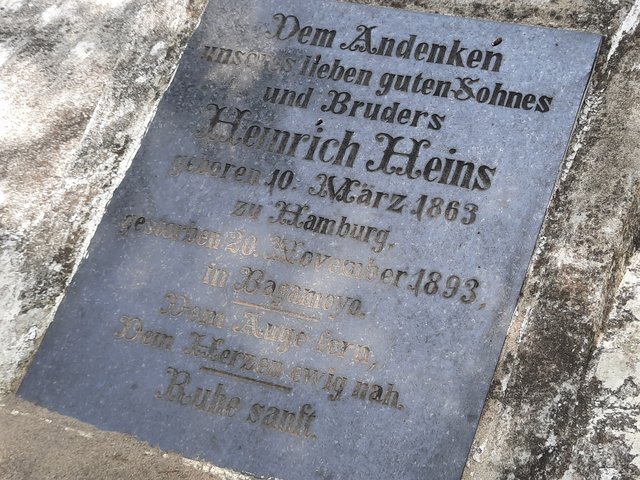 Dem Andenken
unseres lieben guten Sohnes
und Bruders
Heinrich Heins
geboren 10. März 1863
zu Hamburg,
gestorben 20. November 1893,
in Bagamoyo.
Dem Auge fern,
Dem Herzen ewig nah.
Ruhe sanft.